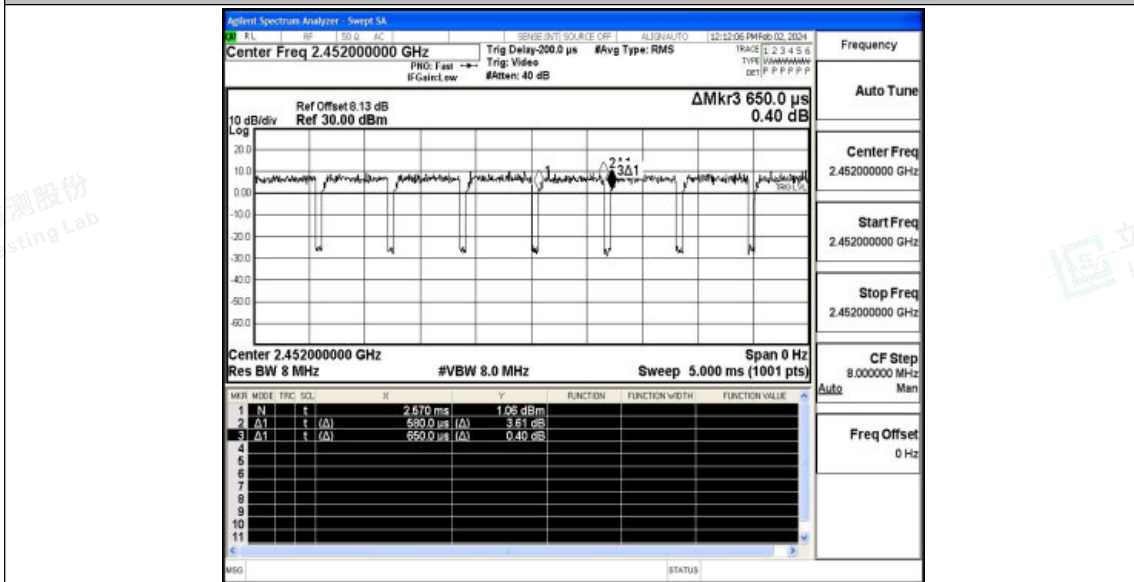 Agilent Spectrum Analyzer - Swept SA
RL RF 50 Ω AC SENSE:INT SOURCE OFF ALIGNAUTO 12:12:06 PM Feb 02, 2024
Center Freq 2.452000000 GHz
PNO: Fast
IFGain:Low
Trig Delay-200.0 µs
Trig: Video
#Atten: 40 dB
#Avg Type: RMS
TRACE 1 2 3 4 5 6
TYPE
DET P P P P P P
ΔMkr3 650.0 µs
0.40 dB
Ref Offset 8.13 dB
10 dB/div Ref 30.00 dBm
Log
20.0
10.0
0.00
-10.0
-20.0
-30.0
-40.0
-50.0
-60.0
1
3Δ1
TRIG LVL
Center 2.452000000 GHz Span 0 Hz
Res BW 8 MHz #VBW 8.0 MHz Sweep 5.000 ms (1001 pts)
MKR MODE TRC SCL X Y FUNCTION FUNCTION WIDTH FUNCTION VALUE
1 N t 2.570 ms 1.06 dBm
2 Δ1 t (Δ) 580.0 µs (Δ) 3.61 dB
3 Δ1 t (Δ) 650.0 µs (Δ) 0.40 dB
4
5
6
7
8
9
10
11
MSG STATUS
Frequency
Auto Tune
Center Freq
2.452000000 GHz
Start Freq
2.452000000 GHz
Stop Freq
2.452000000 GHz
CF Step
8.000000 MHz
Auto Man
Freq Offset
0 Hz
测股份
sting Lab
立